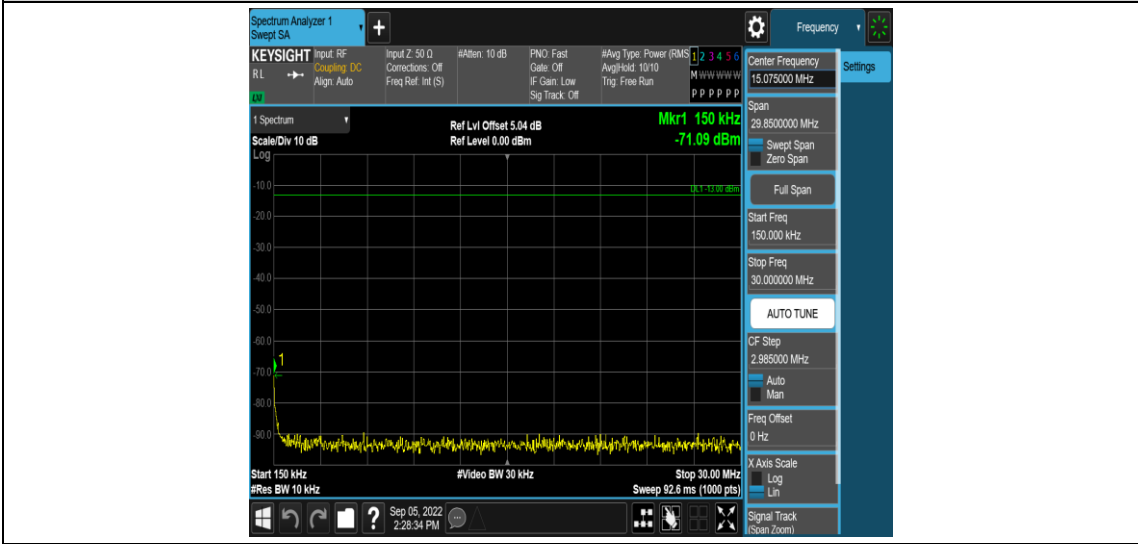 Spectrum Analyzer 1
Swept SA
Frequency
KEYSIGHT
RL
Input: RF
Coupling: DC
Align: Auto
Input Z: 50 Ω
Corrections: Off
Freq Ref: Int (S)
#Atten: 10 dB
PNO: Fast
Gate: Off
IF Gain: Low
Sig Track: Off
#Avg Type: Power (RMS
Avg|Hold: 10/10
Trig: Free Run
1 2 3 4 5 6
M W W W W W
P P P P P P
Settings
1 Spectrum
Scale/Div 10 dB
Log
Ref Lvl Offset 5.04 dB
Ref Level 0.00 dBm
Mkr1 150 kHz
-71.09 dBm
DL1 -13.00 dBm
-10.0
-20.0
-30.0
-40.0
-50.0
-60.0
-70.0
-80.0
-90.0
1
Start 150 kHz
#Video BW 30 kHz
Stop 30.00 MHz
#Res BW 10 kHz
Sweep 92.6 ms (1000 pts)
Center Frequency
15.075000 MHz
Span
29.8500000 MHz
Swept Span
Zero Span
Full Span
Start Freq
150.000 kHz
Stop Freq
30.000000 MHz
AUTO TUNE
CF Step
2.985000 MHz
Auto
Man
Freq Offset
0 Hz
X Axis Scale
Log
Lin
Signal Track
(Span Zoom)
?
Sep 05, 2022
2:28:34 PM